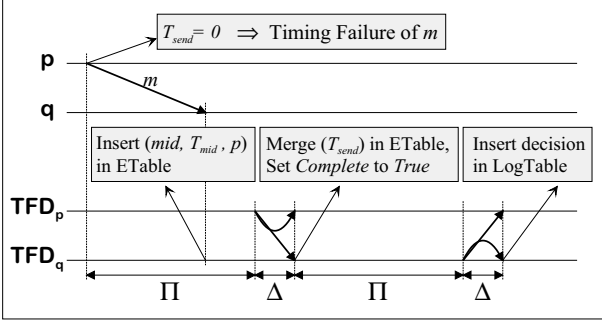 T_send = 0 ⇒ Timing Failure of m
p
m
q
Insert (mid, T_mid , p)
in ETable
Merge (T_send) in ETable,
Set Complete to True
Insert decision
in LogTable
TFD_p
TFD_q
Π Δ Π Δ